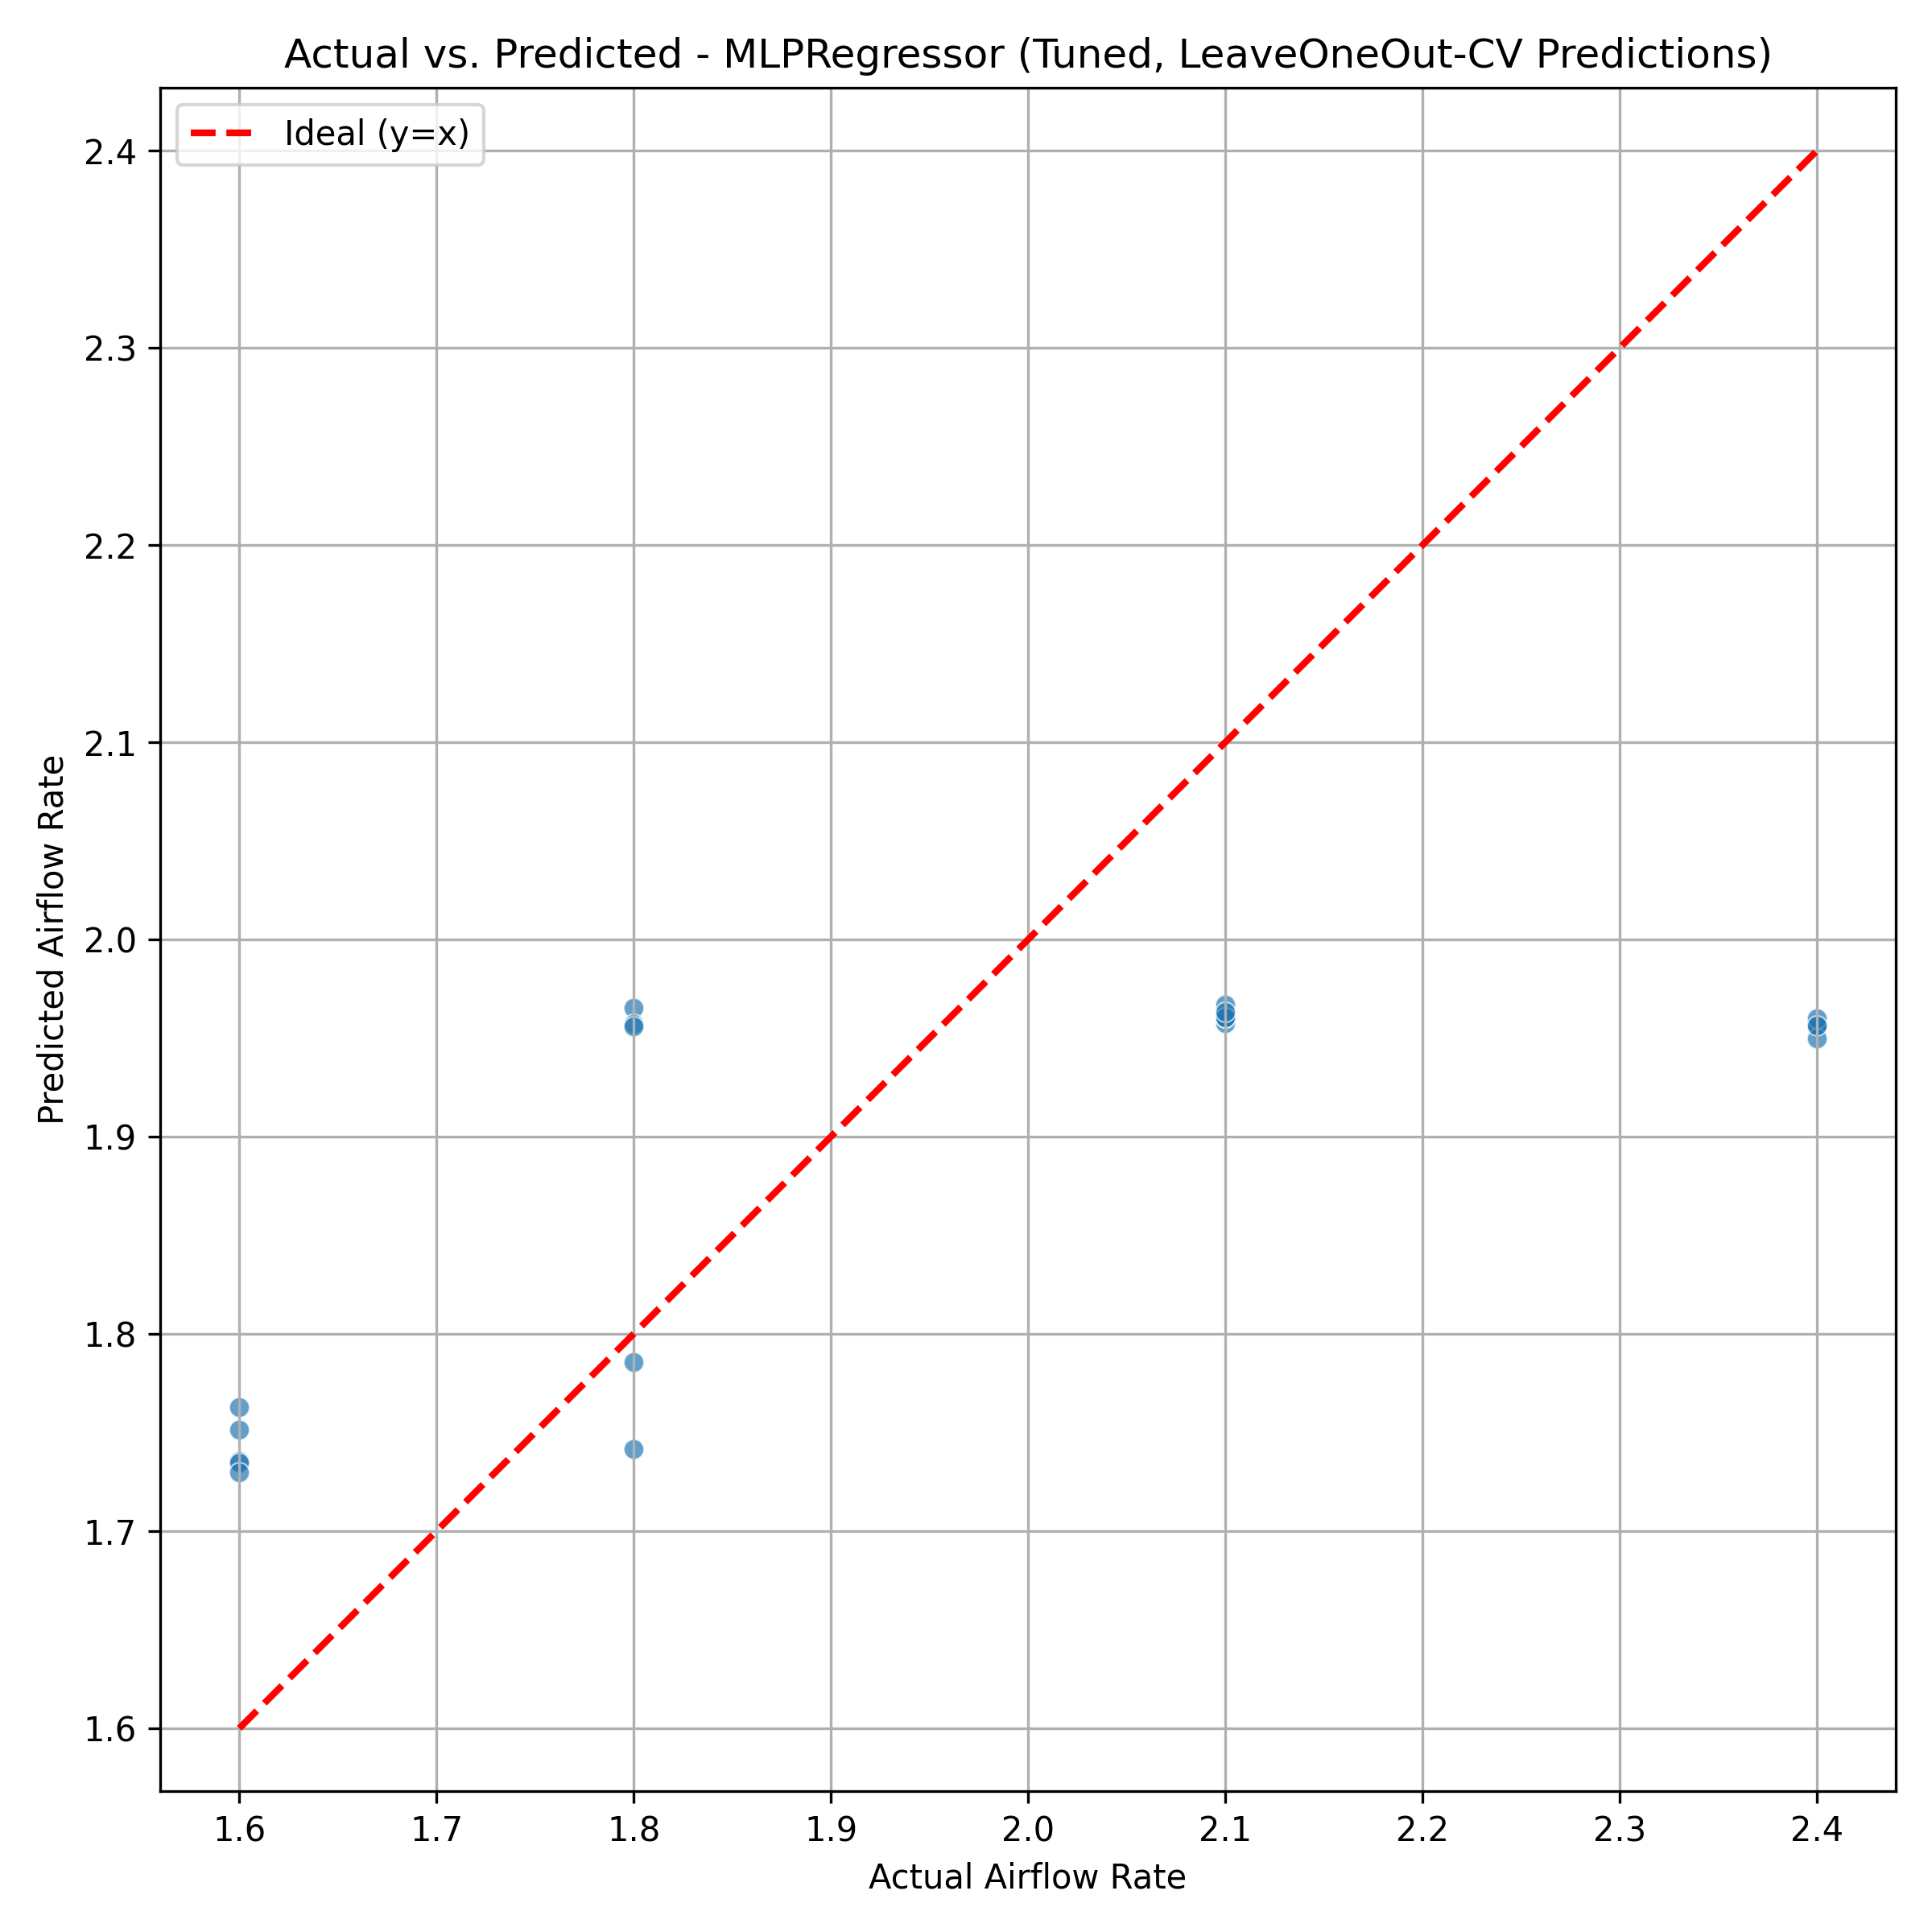 Actual vs. Predicted - MLPRegressor (Tuned, LeaveOneOut-CV Predictions)
Ideal (y=x)
2.4
2.3
2.2
2.1
2.0
1.9
1.8
1.7
1.6
Predicted Airflow Rate
1.6 1.7 1.8 1.9 2.0 2.1 2.2 2.3 2.4
Actual Airflow Rate